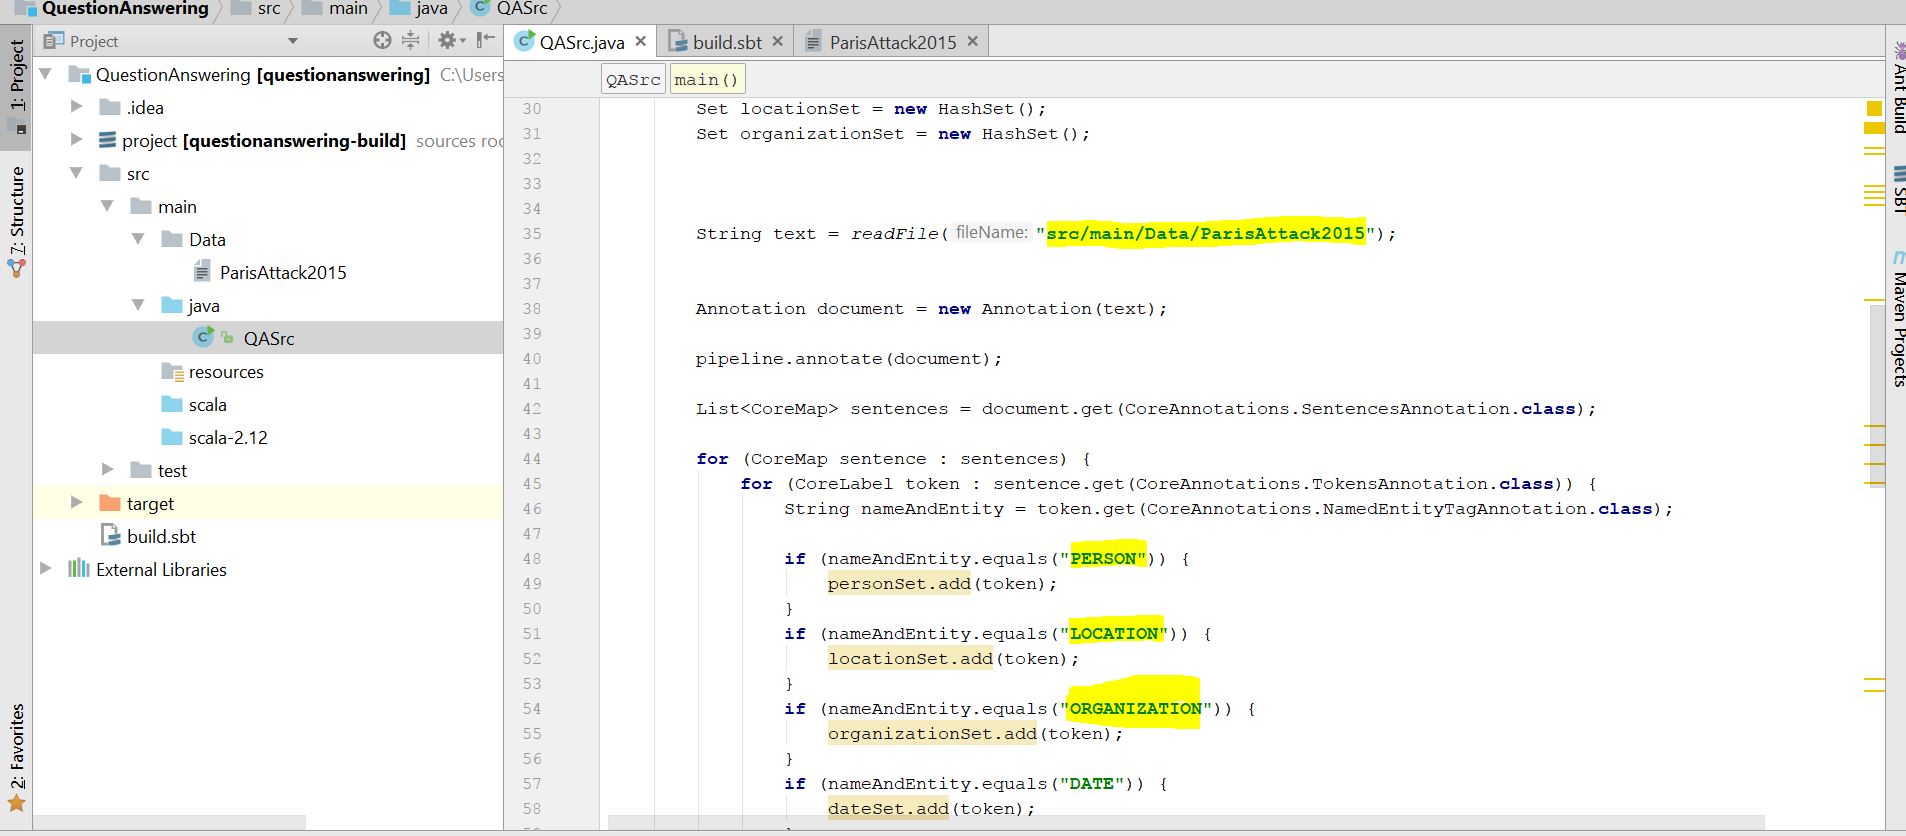 QuestionAnswering src main java QASrc
1: Project
7: Structure
2: Favorites
Project
QuestionAnswering [questionanswering] C:\Users
.idea
project [questionanswering-build] sources roo
src
main
Data
ParisAttack2015
java
QASrc
resources
scala
scala-2.12
test
target
build.sbt
External Libraries
QASrc.java build.sbt ParisAttack2015
QASrc main()
30 Set locationSet = new HashSet();
31 Set organizationSet = new HashSet();
32
33
34
35 String text = readFile( fileName: "src/main/Data/ParisAttack2015");
36
37
38 Annotation document = new Annotation(text);
39
40 pipeline.annotate(document);
41
42 List<CoreMap> sentences = document.get(CoreAnnotations.SentencesAnnotation.class);
43
44 for (CoreMap sentence : sentences) {
45 for (CoreLabel token : sentence.get(CoreAnnotations.TokensAnnotation.class)) {
46 String nameAndEntity = token.get(CoreAnnotations.NamedEntityTagAnnotation.class);
47
48 if (nameAndEntity.equals("PERSON")) {
49 personSet.add(token);
50 }
51 if (nameAndEntity.equals("LOCATION")) {
52 locationSet.add(token);
53 }
54 if (nameAndEntity.equals("ORGANIZATION")) {
55 organizationSet.add(token);
56 }
57 if (nameAndEntity.equals("DATE")) {
58 dateSet.add(token);
Ant Build
SBT
Maven Projects